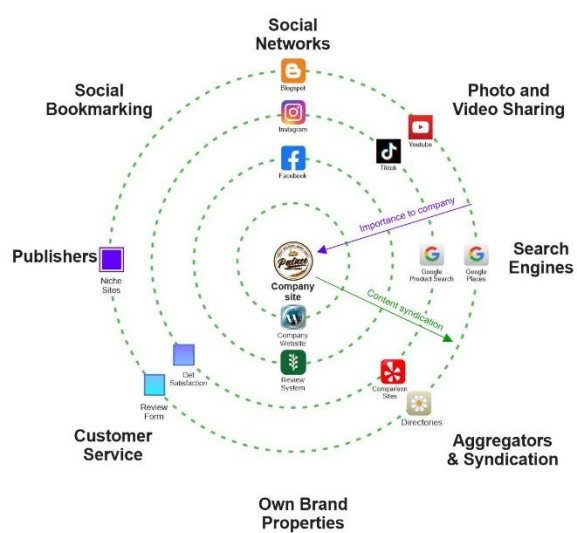 Social
Networks
Social
Bookmarking
Photo and
Video Sharing
Blogspot
Instagram
Youtube
Tiktok
Facebook
Importance to company
Publishers
Niche
Sites
Company
site
Google
Product Search
Google
Places
Search
Engines
Content syndication
Company
Website
Get
Satisfaction
Review
System
Comparison
Sites
Review
Form
Directories
Customer
Service
Aggregators
& Syndication
Own Brand
Properties